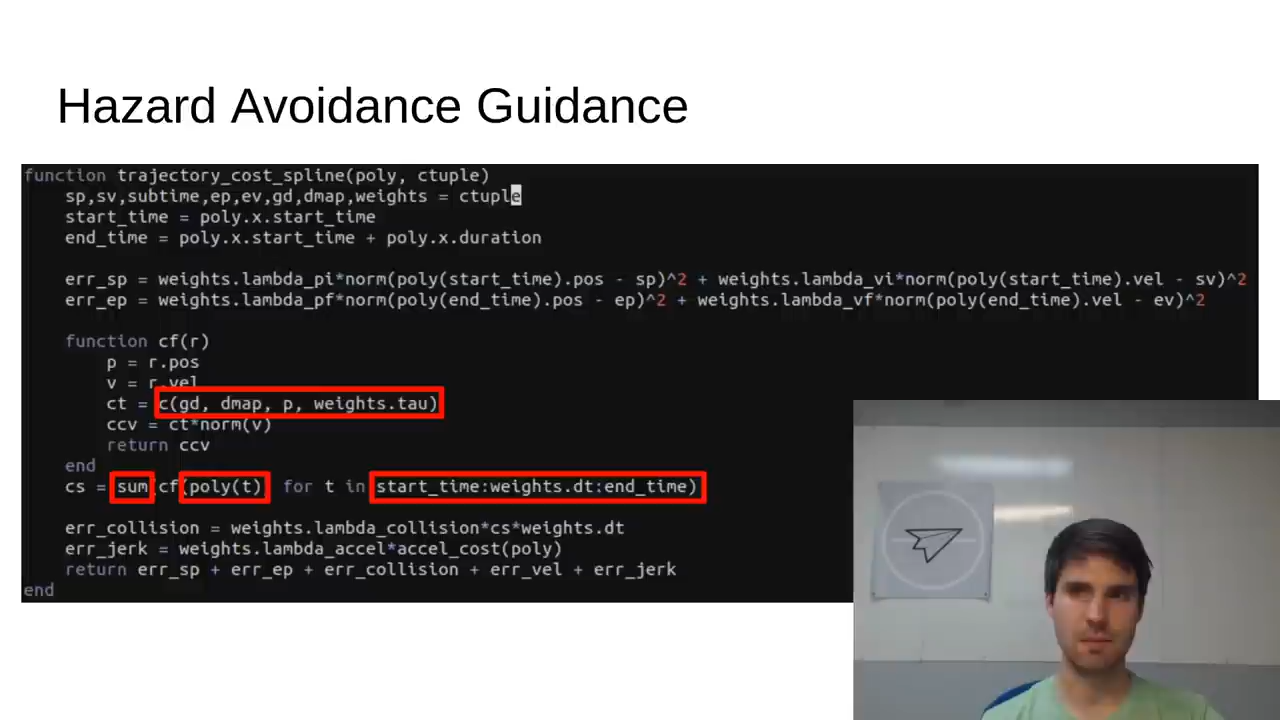 Hazard Avoidance Guidance
function trajectory_cost_spline(poly, ctuple)
sp,sv,subtime,ep,ev,gd,dmap,weights = ctuple
start_time = poly.x.start_time
end_time = poly.x.start_time + poly.x.duration
err_sp = weights.lambda_pi*norm(poly(start_time).pos - sp)^2 + weights.lambda_vi*norm(poly(start_time).vel - sv)^2
err_ep = weights.lambda_pf*norm(poly(end_time).pos - ep)^2 + weights.lambda_vf*norm(poly(end_time).vel - ev)^2
function cf(r)
p = r.pos
v = r.vel
ct = c(gd, dmap, p, weights.tau)
ccv = ct*norm(v)
return ccv
end
cs = sum(cf(poly(t) for t in start_time:weights.dt:end_time)
err_collision = weights.lambda_collision*cs*weights.dt
err_jerk = weights.lambda_accel*accel_cost(poly)
return err_sp + err_ep + err_collision + err_vel + err_jerk
end